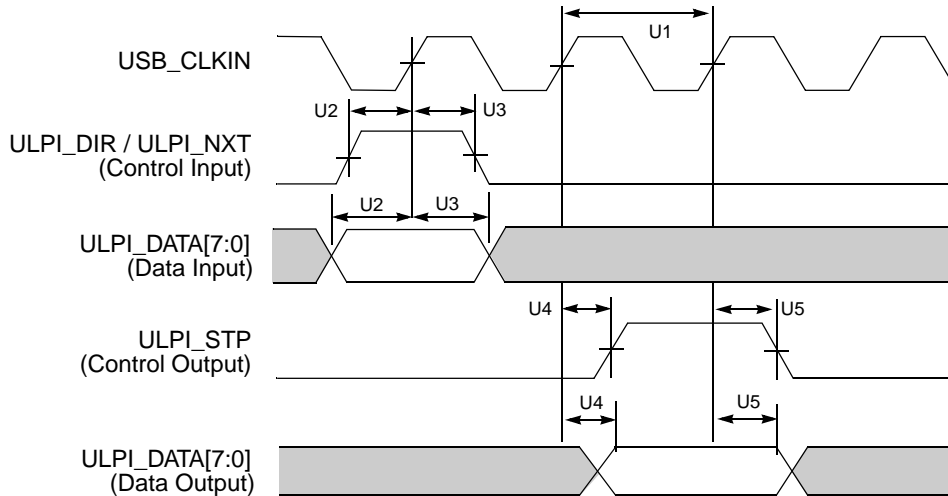 U1
USB_CLKIN
U2
U3
ULPI_DIR / ULPI_NXT
(Control Input)
U2
U3
ULPI_DATA[7:0]
(Data Input)
U4
U5
ULPI_STP
(Control Output)
U4
U5
ULPI_DATA[7:0]
(Data Output)